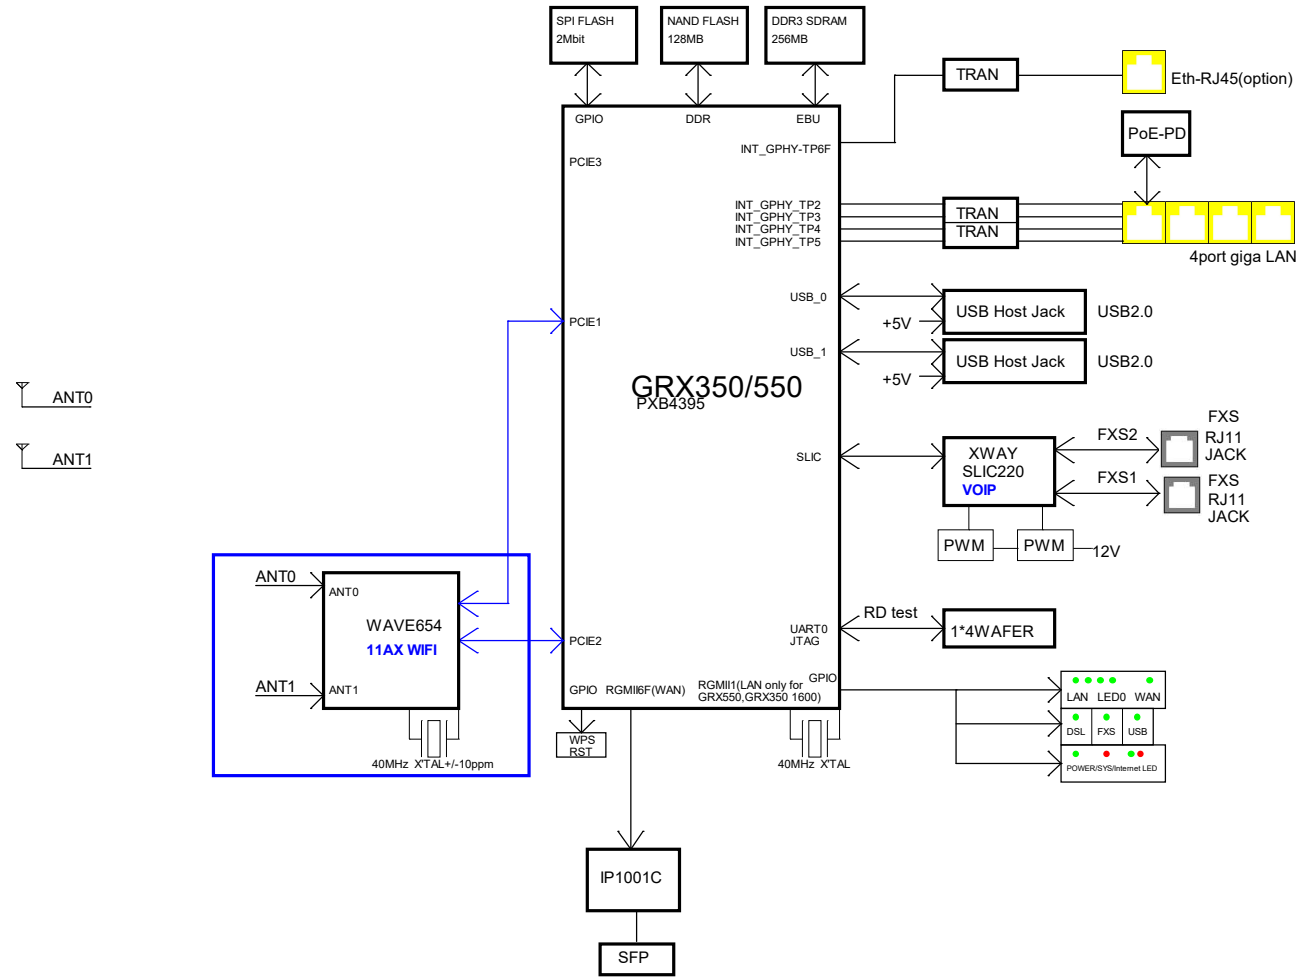 SPI FLASH
2Mbit
NAND FLASH
128MB
DDR3 SDRAM
256MB
TRAN
Eth-RJ45(option)
GPIO
DDR
EBU
PoE-PD
INT_GPHY-TP6F
PCIE3
INT_GPHY_TP2
INT_GPHY_TP3
INT_GPHY_TP4
INT_GPHY_TP5
TRAN
TRAN
4port giga LAN
USB_0
USB Host Jack
USB2.0
+5V
PCIE1
USB_1
USB Host Jack
USB2.0
+5V
GRX350/550
PXB4395
ANT0
ANT1
SLIC
XWAY
SLIC220
VOIP
FXS2
FXS
RJ11
JACK
FXS1
FXS
RJ11
JACK
PWM
PWM
12V
ANT0
ANT0
WAVE654
11AX WIFI
ANT1
ANT1
PCIE2
UART0
JTAG
RD test
1*4WAFER
GPIO
RGMII6F(WAN)
RGMII1(LAN only for
GRX550,GRX350 1600)
GPIO
LAN LED0 WAN
DSL
FXS
USB
POWER/SYS/Internet LED
WPS
RST
40MHz X'TAL+/-10ppm
40MHz X'TAL
IP1001C
SFP